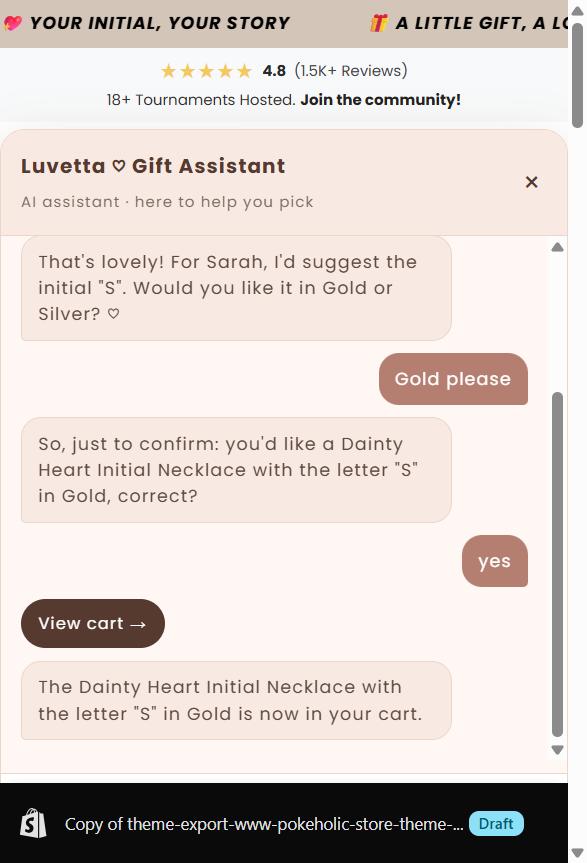 💖 YOUR INITIAL, YOUR STORY 🎁 A LITTLE GIFT, A LO
★★★★★ 4.8 (1.5K+ Reviews)
18+ Tournaments Hosted. Join the community!
Luvetta ♡ Gift Assistant
×
AI assistant · here to help you pick
That's lovely! For Sarah, I'd suggest the
initial "S". Would you like it in Gold or
Silver? ♡
Gold please
So, just to confirm: you'd like a Dainty
Heart Initial Necklace with the letter "S"
in Gold, correct?
yes
View cart →
The Dainty Heart Initial Necklace with
the letter "S" in Gold is now in your cart.
Copy of theme-export-www-pokeholic-store-theme-... Draft